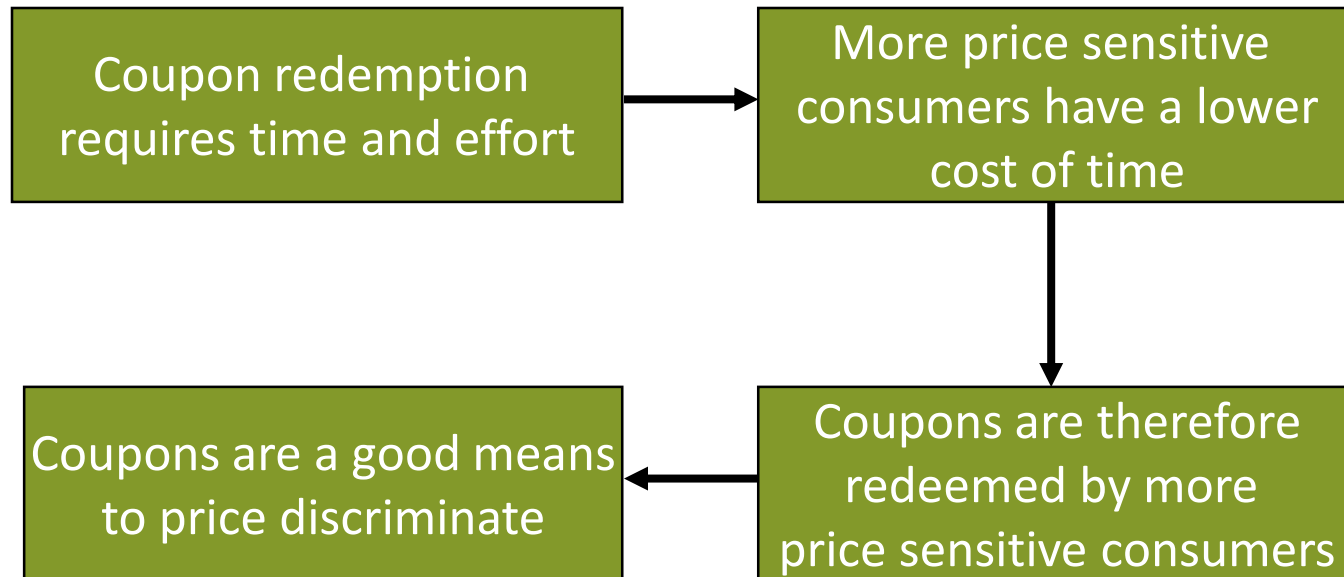 Coupon redemption
requires time and effort
More price sensitive
consumers have a lower
cost of time
Coupons are therefore
redeemed by more
price sensitive consumers
Coupons are a good means
to price discriminate